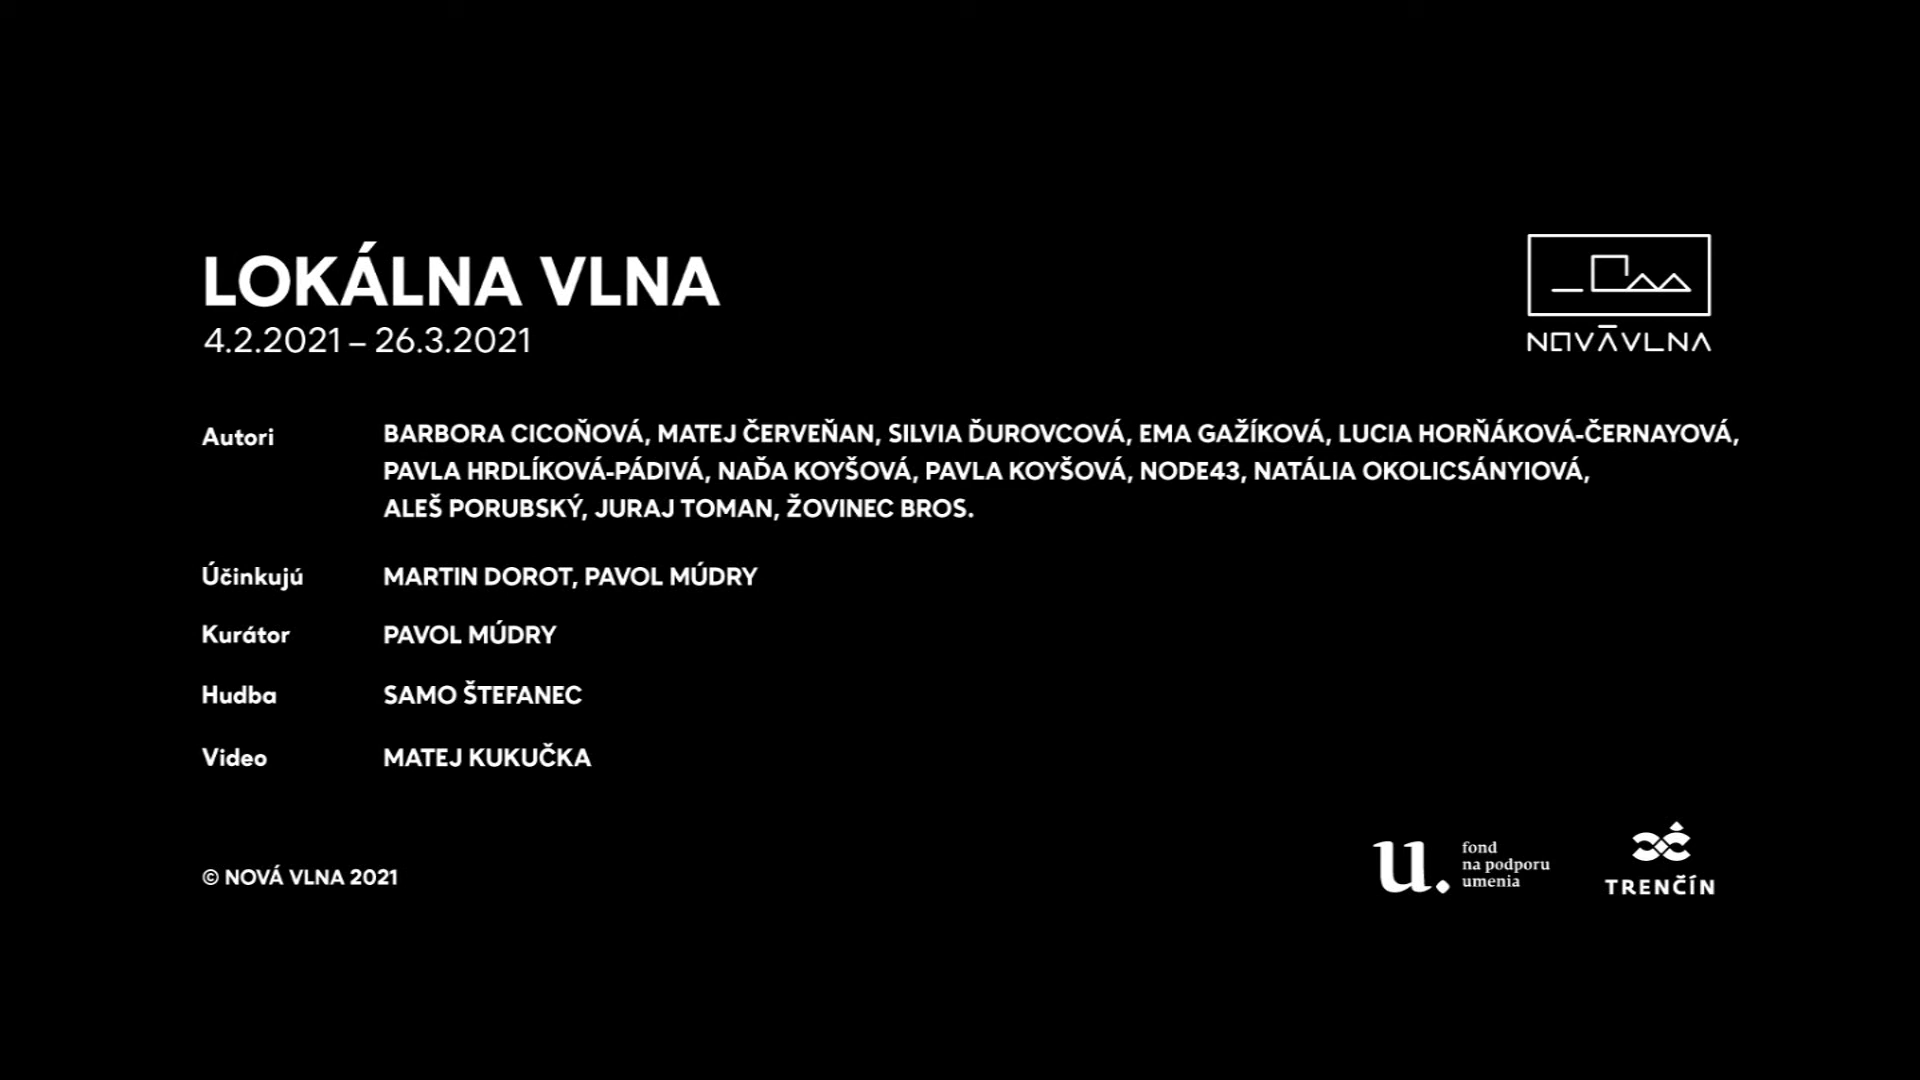 LOKÁLNA VLNA
4.2.2021 – 26.3.2021
NOVĀVLNA
Autori
BARBORA CICOŇOVÁ, MATEJ ČERVEŇAN, SILVIA ĎUROVCOVÁ, EMA GAŽÍKOVÁ, LUCIA HORŇÁKOVÁ-ČERNAYOVÁ,
PAVLA HRDLÍKOVÁ-PÁDIVÁ, NAĎA KOYŠOVÁ, PAVLA KOYŠOVÁ, NODE43, NATÁLIA OKOLICSÁNYIOVÁ,
ALEŠ PORUBSKÝ, JURAJ TOMAN, ŽOVINEC BROS.
Účinkujú MARTIN DOROT, PAVOL MÚDRY
Kurátor PAVOL MÚDRY
Hudba SAMO ŠTEFANEC
Video MATEJ KUKUČKA
© NOVÁ VLNA 2021
u.
fond
na podporu
umenia
TRENČÍN